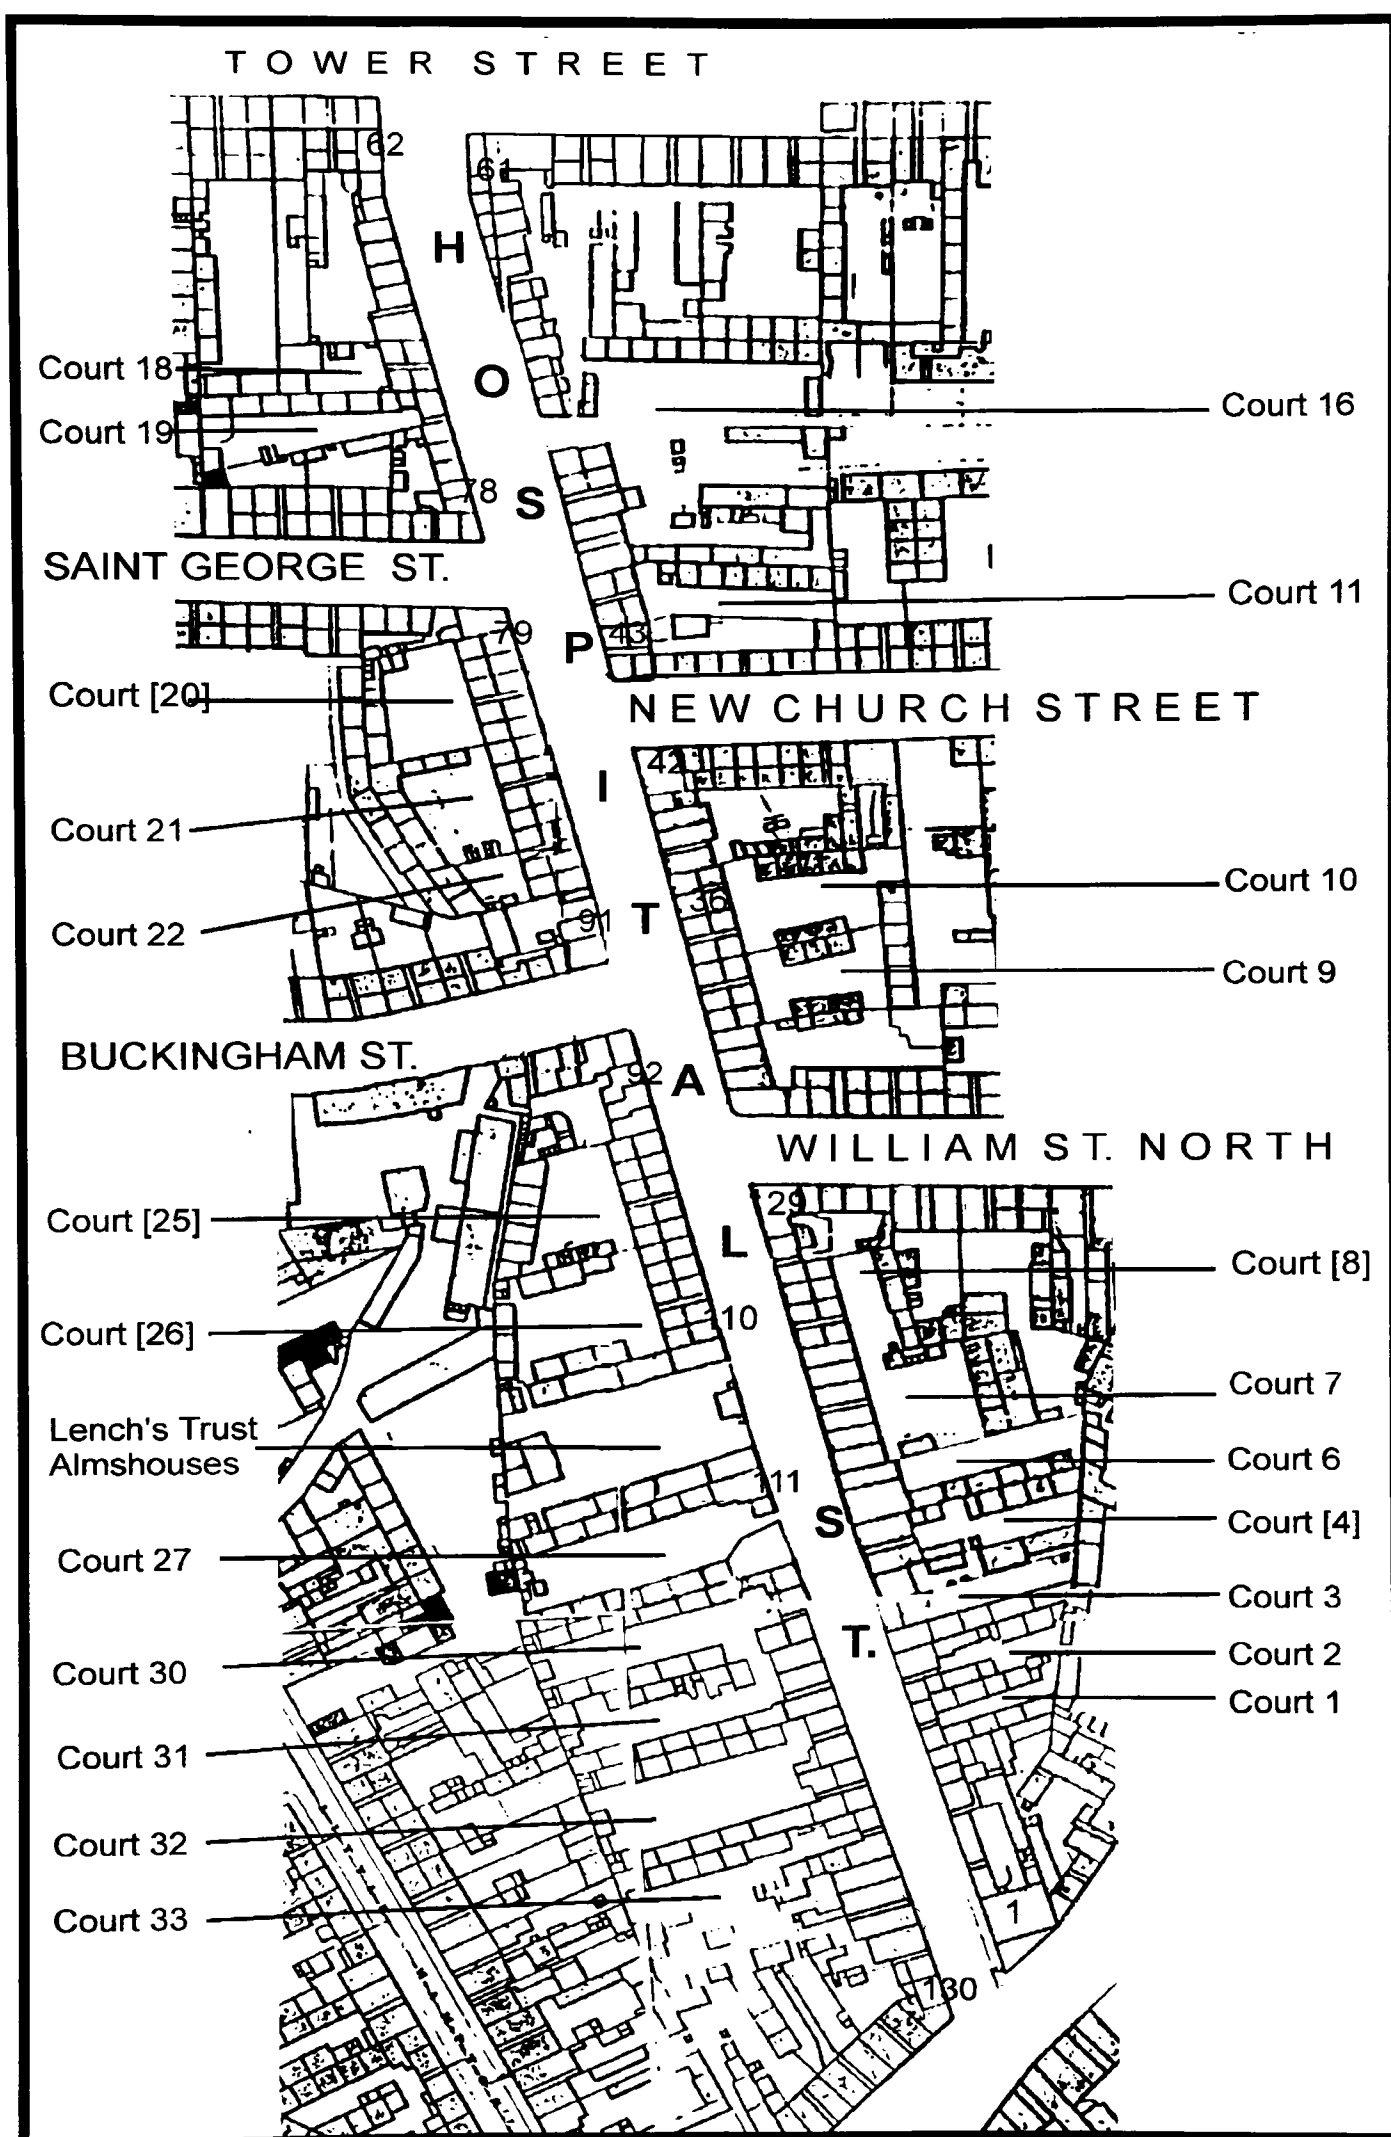 TOWER STREET
62
61
H
Court 18
O
Court 16
Court 19
78
S
SAINT GEORGE ST.
Court 11
79
P
43
Court [20]
NEW CHURCH STREET
42
I
Court 21
Court 10
36
Court 22
91
T
Court 9
BUCKINGHAM ST.
92
A
WILLIAM ST. NORTH
29
Court [25]
L
Court [8]
Court [26]
110
Court 7
Lench's Trust
Almshouses
Court 6
111
S
Court [4]
Court 27
Court 3
T.
Court 30
Court 2
Court 1
Court 31
Court 32
Court 33
1
130